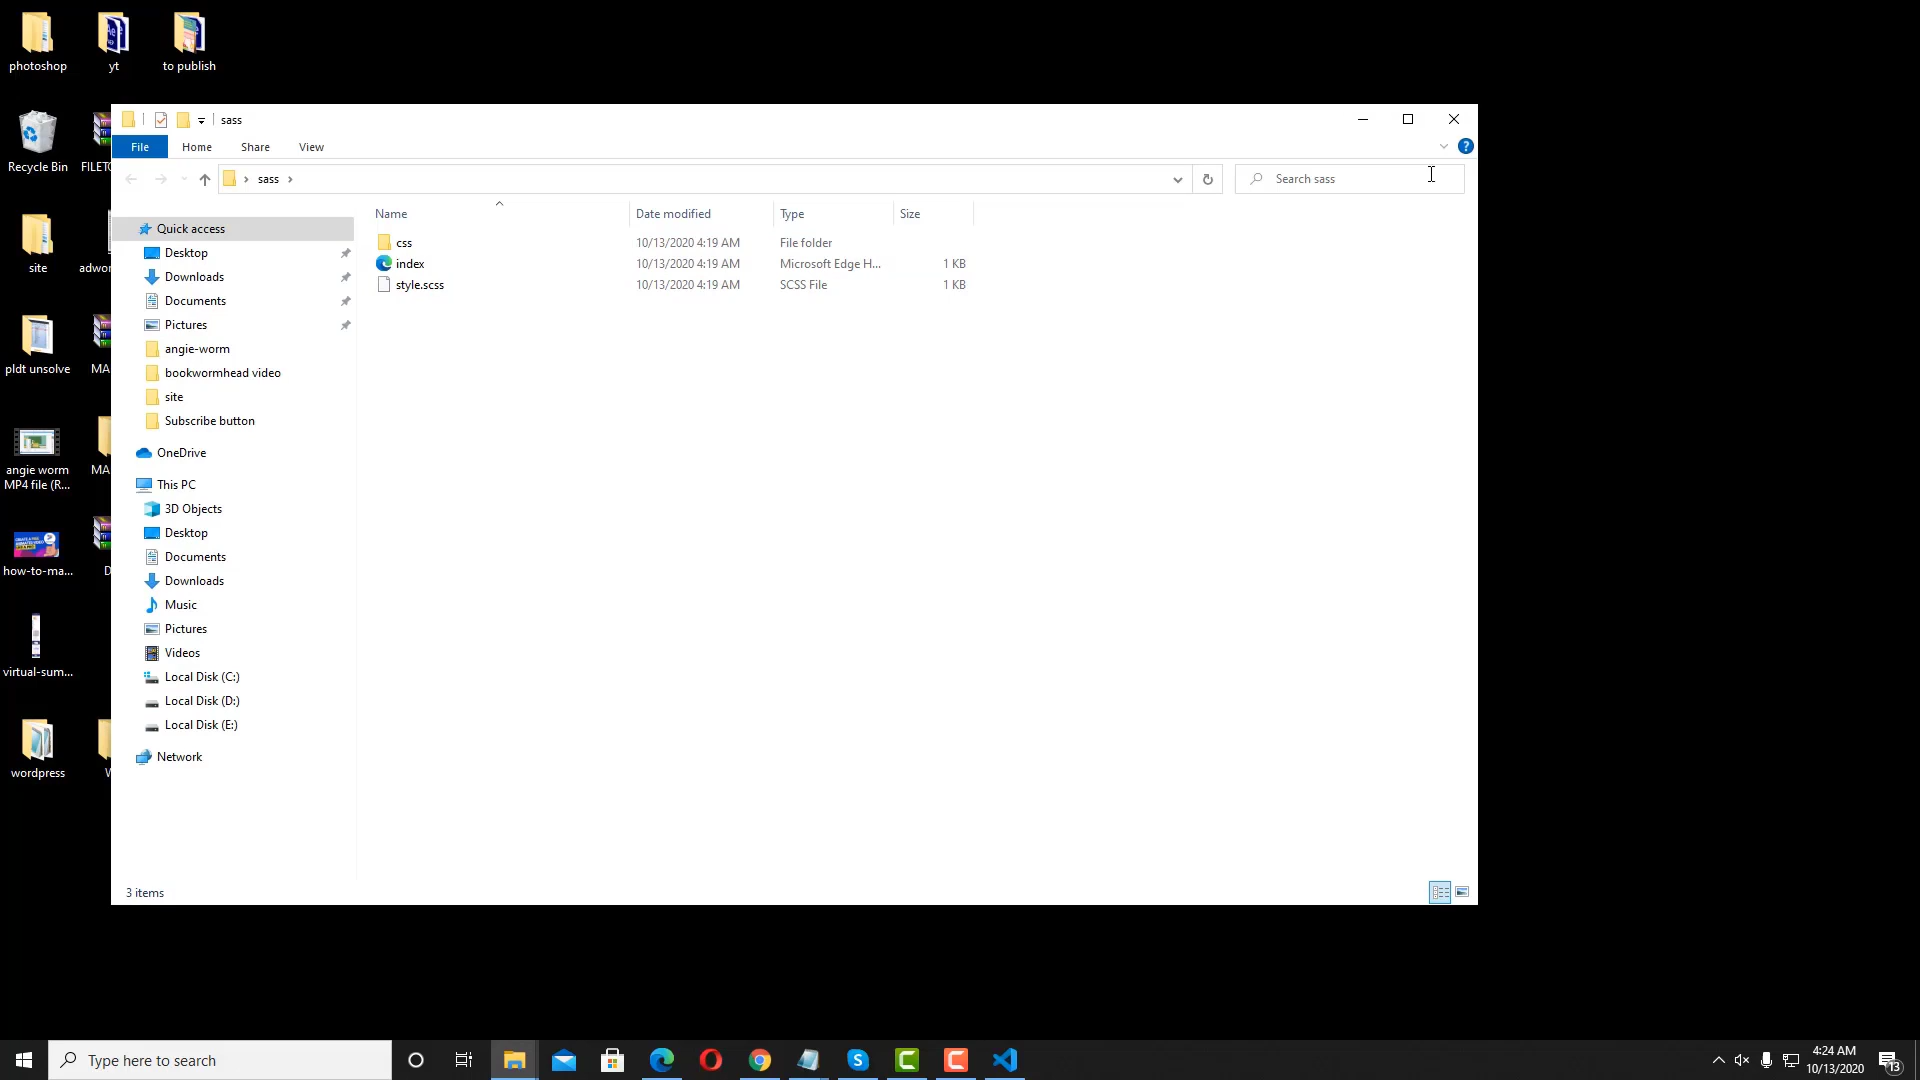 photoshop
yt
to publish
Recycle Bin
FILETO
site
adwor
pldt unsolve
MA
angie worm
MP4 file (R...
MA
how-to-ma...
D
virtual-sum...
wordpress
W
sass
File
Home
Share
View
sass
Search sass
Name
Date modified
Type
Size
css
10/13/2020 4:19 AM
File folder
index
10/13/2020 4:19 AM
Microsoft Edge H...
1 KB
style.scss
10/13/2020 4:19 AM
SCSS File
1 KB
Quick access
Desktop
Downloads
Documents
Pictures
angie-worm
bookwormhead video
site
Subscribe button
OneDrive
This PC
3D Objects
Desktop
Documents
Downloads
Music
Pictures
Videos
Local Disk (C:)
Local Disk (D:)
Local Disk (E:)
Network
3 items
Type here to search
4:24 AM
10/13/2020
13